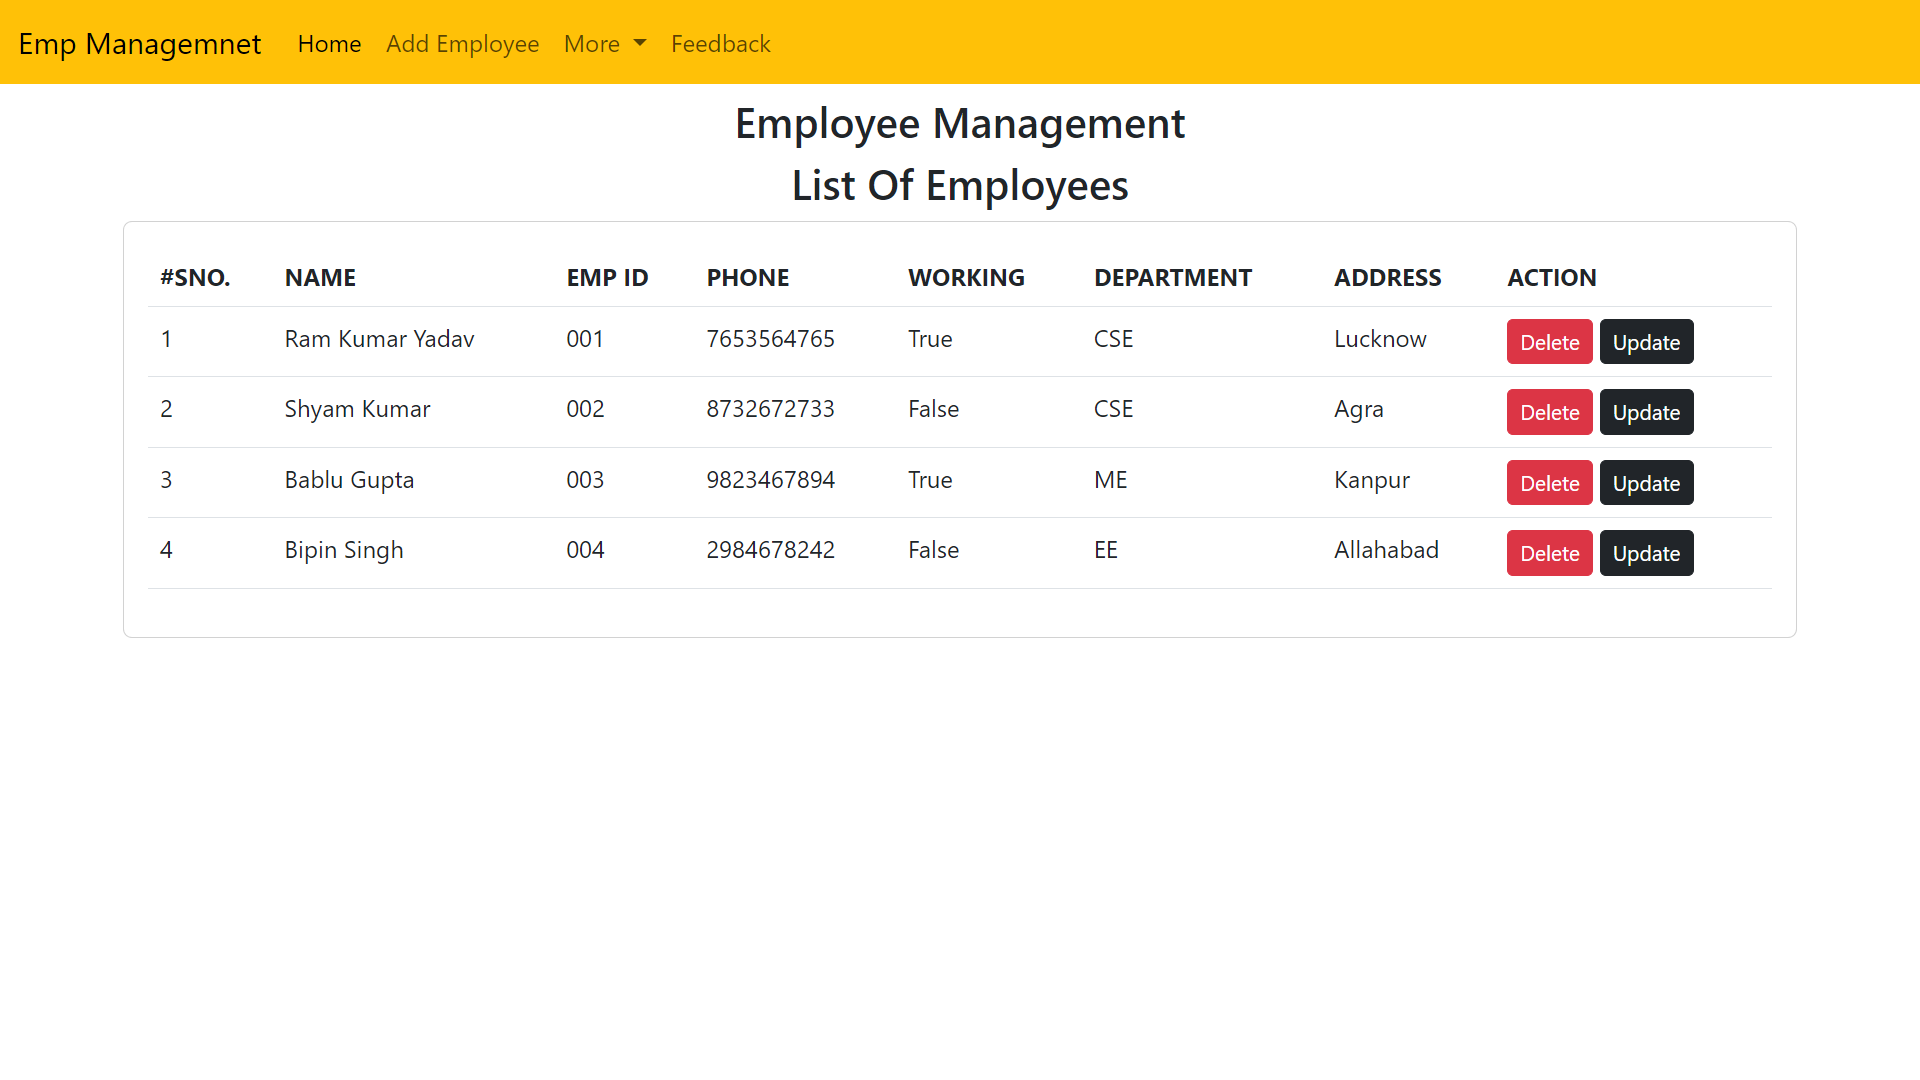 Emp Managemnet Home Add Employee More Feedback
Employee Management
List Of Employees
#SNO. NAME EMP ID PHONE WORKING DEPARTMENT ADDRESS ACTION
1 Ram Kumar Yadav 001 7653564765 True CSE Lucknow Delete Update
2 Shyam Kumar 002 8732672733 False CSE Agra Delete Update
3 Bablu Gupta 003 9823467894 True ME Kanpur Delete Update
4 Bipin Singh 004 2984678242 False EE Allahabad Delete Update